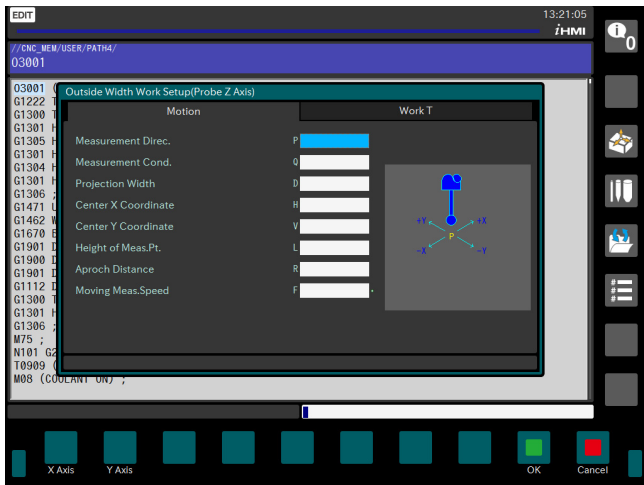 EDIT
13:21:05
iHMI
0
//CNC_MEM/USER/PATH4/
O3001
O3001 (
Outside Width Work Setup(Probe Z Axis)
G1222 T
Motion
Work T
G1300 T
G1301 H
G1305 H
Measurement Direc.
P
G1301 H
Measurement Cond.
Q
G1304 H
G1301 H
Projection Width
D
G1306 ;
Center X Coordinate
H
G1471 U
G1462 W
Center Y Coordinate
V
+Y
+X
G1670 E
P
G1901 D
Height of Meas.Pt.
L
-X
-Y
G1900 D
G1901 D
Aproch Distance
R
G1112 I
Moving Meas.Speed
F
G1300 T
G1301 H
G1306 ;
M75 ;
N101 G2
T0909 (
M08 (COOLANT ON) ;
X Axis
Y Axis
OK
Cancel